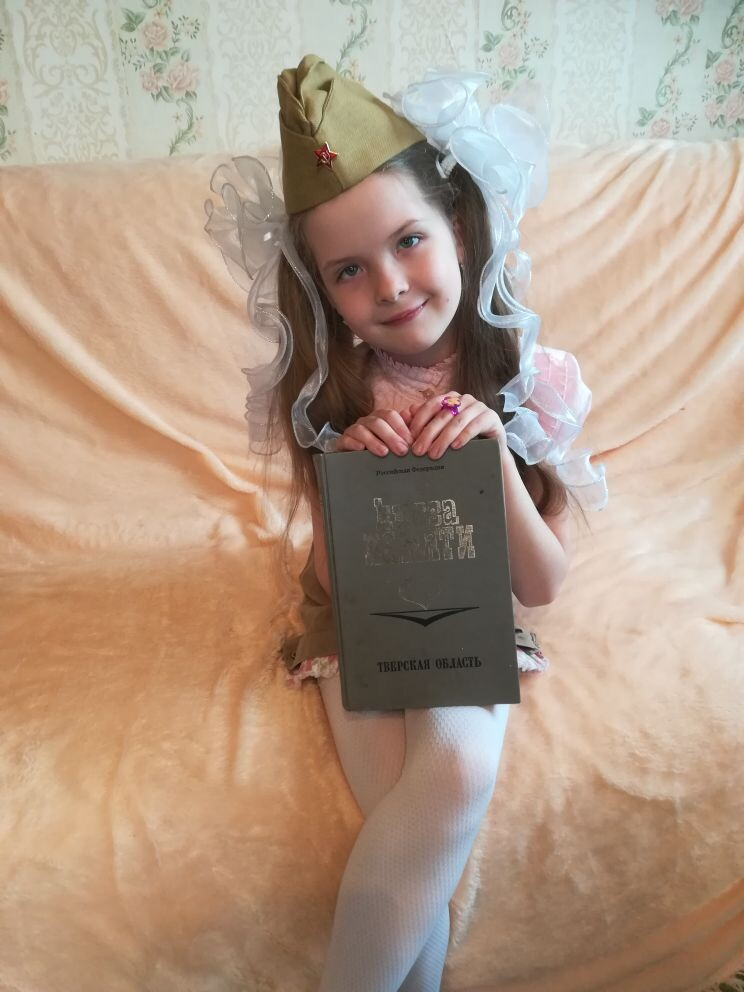 Российская Федерация
Книга
ПАМЯТИ
ТВЕРСКАЯ ОБЛАСТЬ